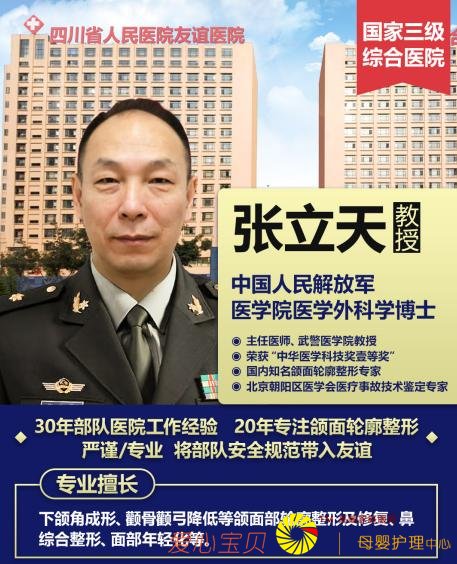 四川省人民医院友谊医院
国家三级
综合医院
张立天 教授
中国人民解放军
医学院医学外科学博士
主任医师、武警医学院教授
荣获“中华医学科技奖壹等奖”
国内知名颌面轮廓整形专家
北京朝阳区医学会医疗事故技术鉴定专家
30年部队医院工作经验 20年专注颌面轮廓整形
严谨/专业 将部队安全规范带入友谊
专业擅长
下颌角成形、颧骨颧弓降低等颌面部轮廓整形及修复、鼻
综合整形、面部年轻化等。
爱心宝贝
母婴护理中心